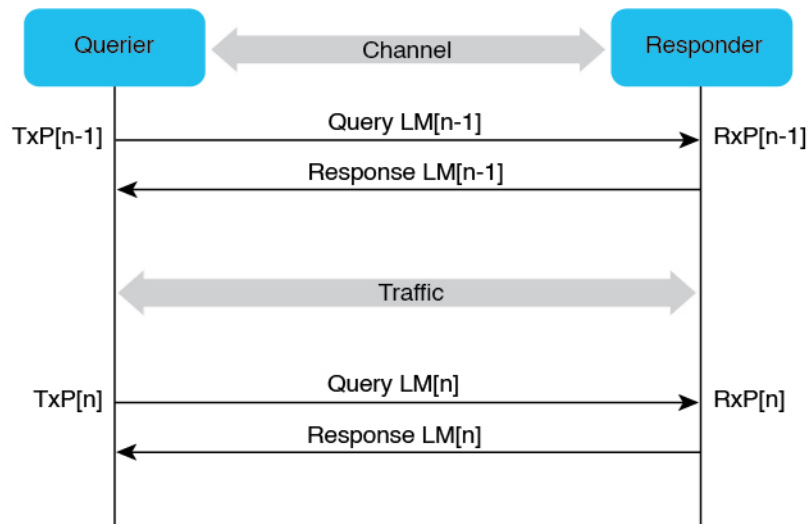 Querier
Channel
Responder
TxP[n-1]
Query LM[n-1]
RxP[n-1]
Response LM[n-1]
Traffic
TxP[n]
Query LM[n]
RxP[n]
Response LM[n]